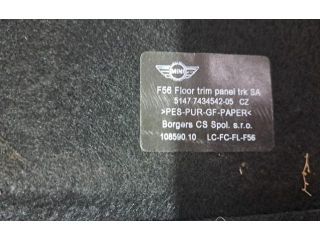 MINI
F56 Floor trim panel trk SA
5147 7434542-05 CZ
>PES-PUR-GF-PAPER<
Borgers CS Spol. s.r.o.
108590.10 LC-FC-FL-F56